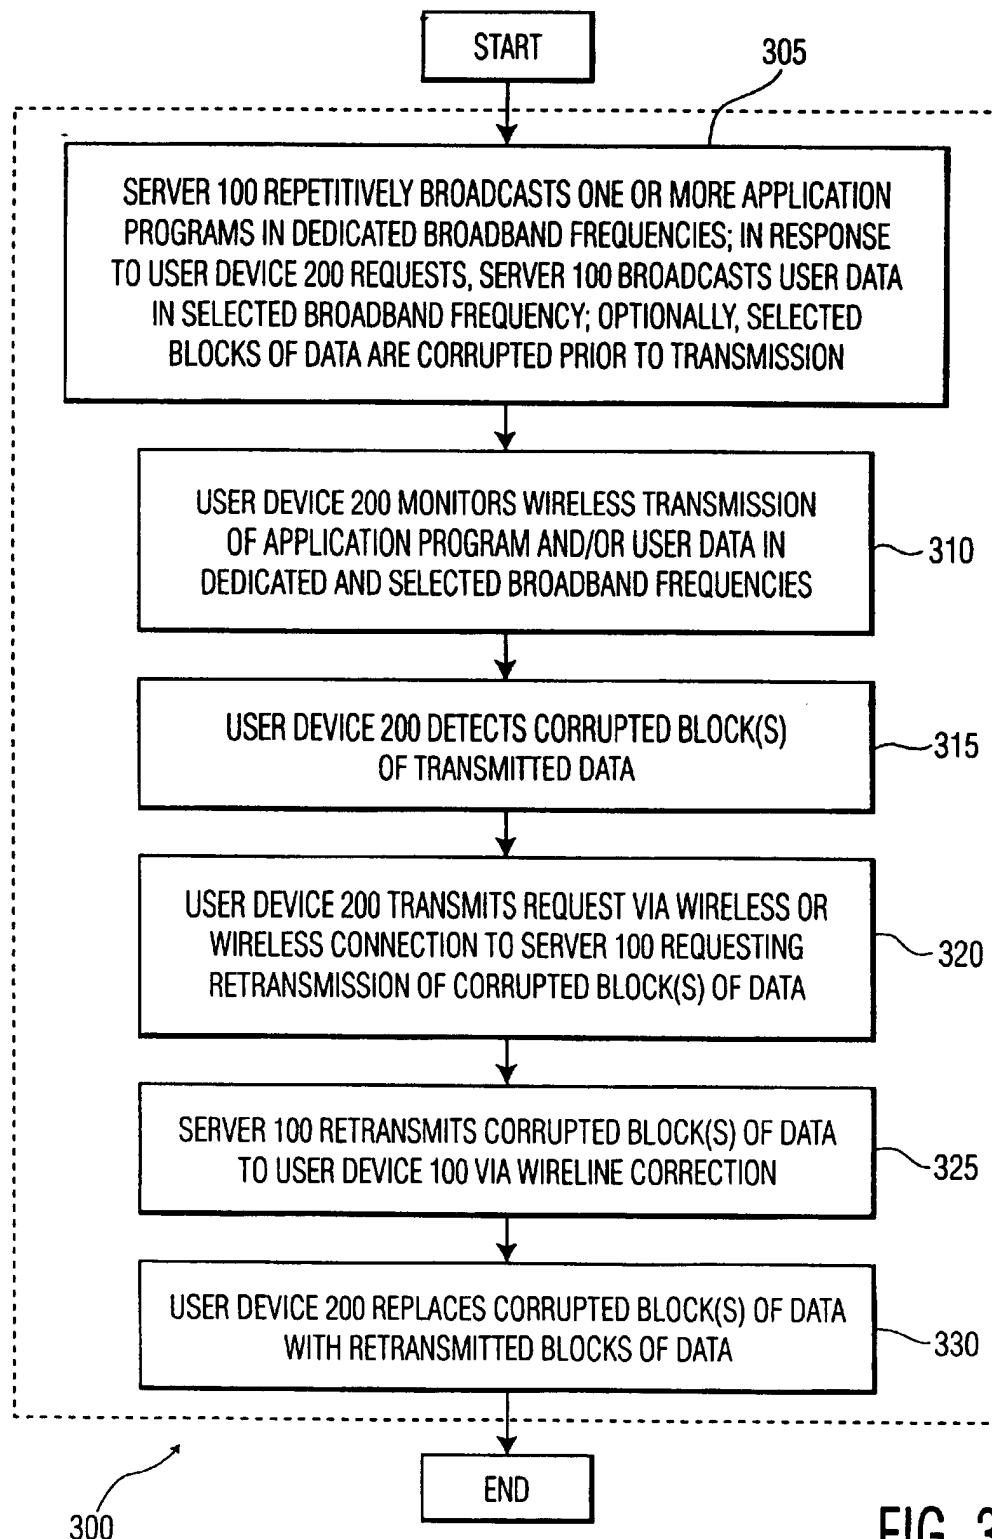 START
305
SERVER 100 REPETITIVELY BROADCASTS ONE OR MORE APPLICATION
PROGRAMS IN DEDICATED BROADBAND FREQUENCIES; IN RESPONSE
TO USER DEVICE 200 REQUESTS, SERVER 100 BROADCASTS USER DATA
IN SELECTED BROADBAND FREQUENCY; OPTIONALLY, SELECTED
BLOCKS OF DATA ARE CORRUPTED PRIOR TO TRANSMISSION
USER DEVICE 200 MONITORS WIRELESS TRANSMISSION
OF APPLICATION PROGRAM AND/OR USER DATA IN
DEDICATED AND SELECTED BROADBAND FREQUENCIES
310
USER DEVICE 200 DETECTS CORRUPTED BLOCK(S)
OF TRANSMITTED DATA
315
USER DEVICE 200 TRANSMITS REQUEST VIA WIRELESS OR
WIRELESS CONNECTION TO SERVER 100 REQUESTING
RETRANSMISSION OF CORRUPTED BLOCK(S) OF DATA
320
SERVER 100 RETRANSMITS CORRUPTED BLOCK(S) OF DATA
TO USER DEVICE 100 VIA WIRELINE CORRECTION
325
USER DEVICE 200 REPLACES CORRUPTED BLOCK(S) OF DATA
WITH RETRANSMITTED BLOCKS OF DATA
330
END
300
FIG. 3